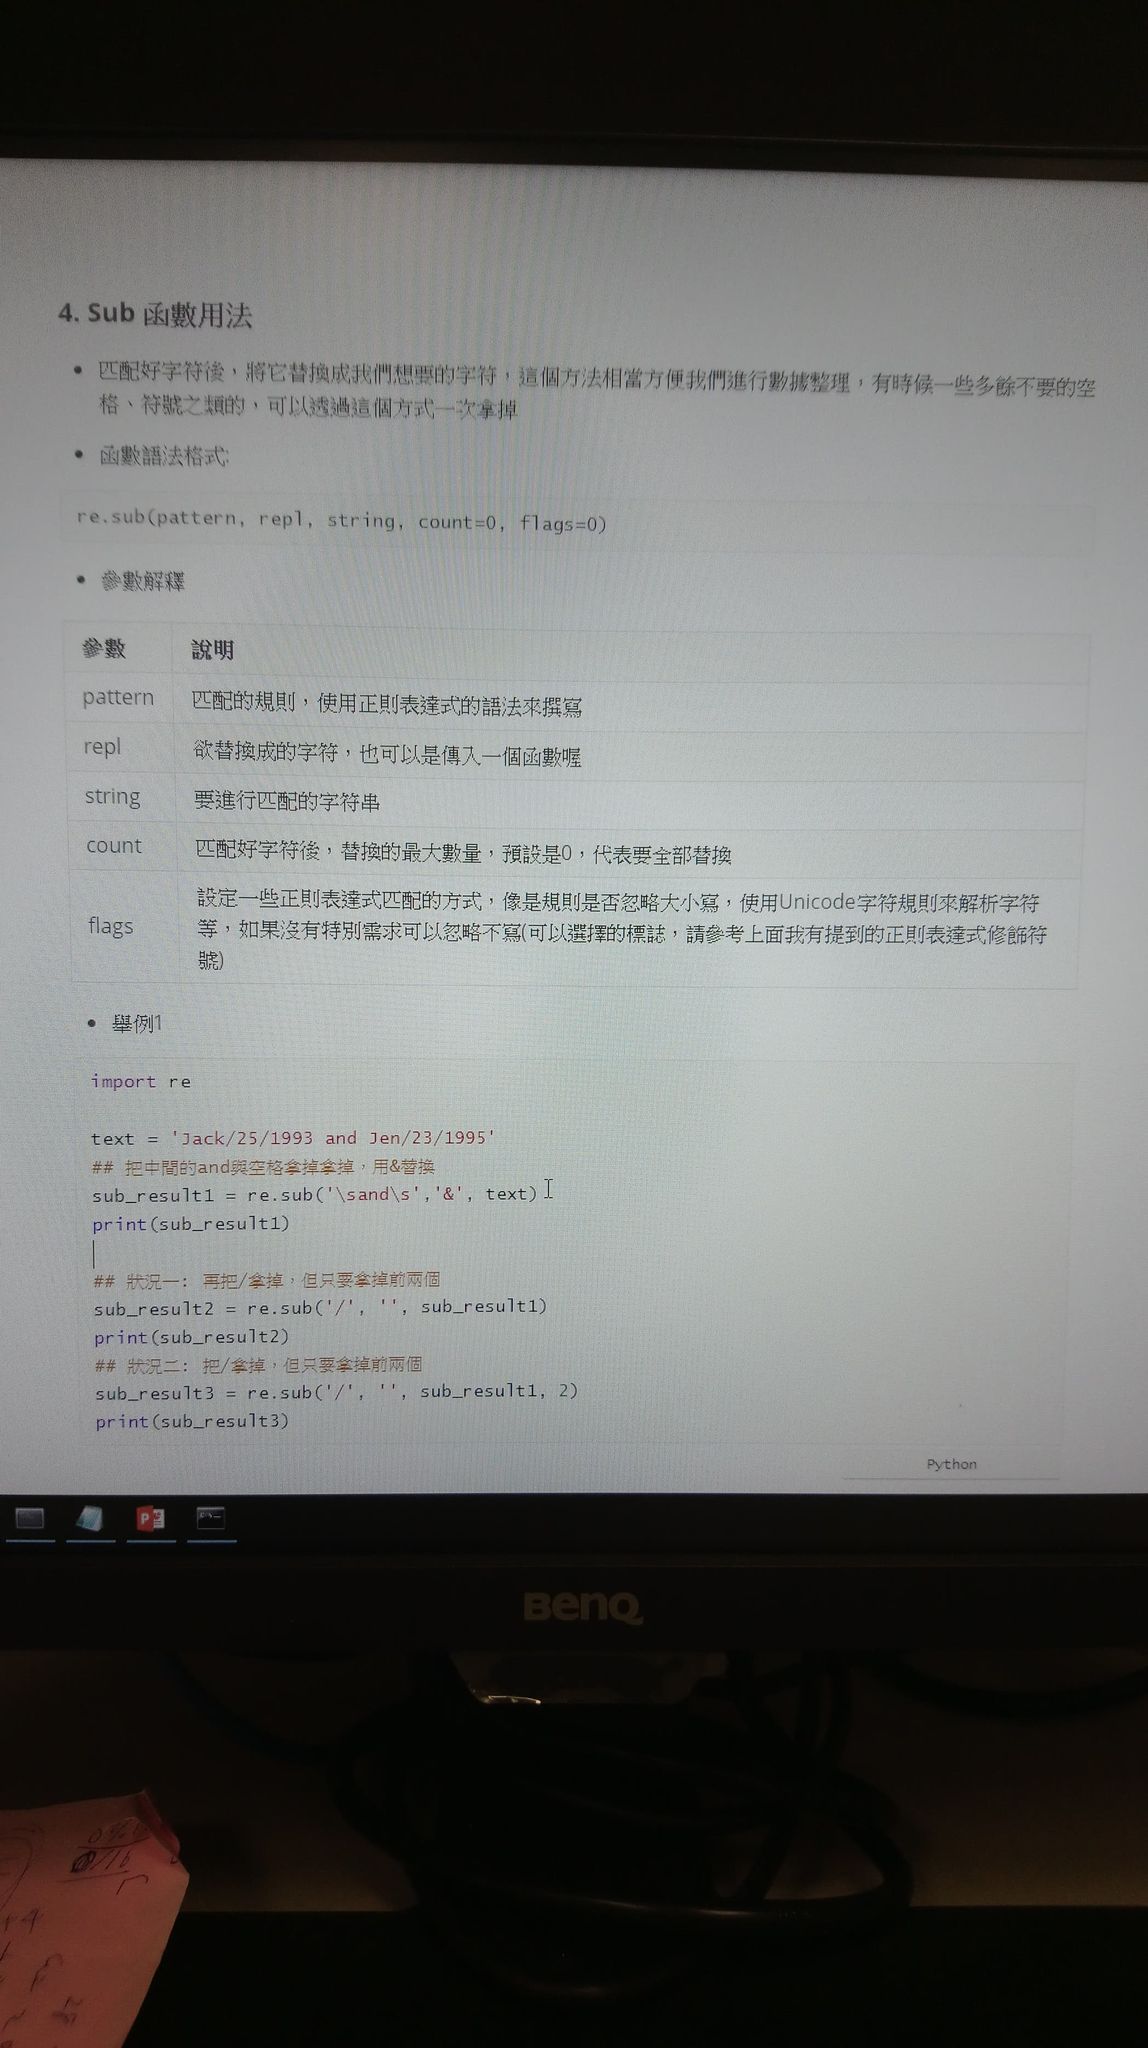 4. Sub 函數用法
• 匹配好字符後，將它替換成我們想要的字符，這個方法相當方便我們進行數據整理，有時候一些多餘不要的空
格、符號之類的，可以透過這個方式一次拿掉
• 函數語法格式:
re.sub(pattern, repl, string, count=0, flags=0)
• 參數解釋
參數 說明
pattern 匹配的規則，使用正則表達式的語法來撰寫
repl 欲替換成的字符，也可以是傳入一個函數喔
string 要進行匹配的字符串
count 匹配好字符後，替換的最大數量，預設是0，代表要全部替換
flags 設定一些正則表達式匹配的方式，像是規則是否忽略大小寫，使用Unicode字符規則來解析字符
等，如果沒有特別需求可以忽略不寫(可以選擇的標誌，請參考上面我有提到的正則表達式修飾符
號)
• 舉例1
import re
text = 'Jack/25/1993 and Jen/23/1995'
## 把中間的and與空格拿掉拿掉，用&替換
sub_result1 = re.sub('\sand\s','&', text)
print(sub_result1)
## 狀況一: 再把/拿掉，但只要拿掉前兩個
sub_result2 = re.sub('/', '', sub_result1)
print(sub_result2)
## 狀況二: 把/拿掉，但只要拿掉前兩個
sub_result3 = re.sub('/', '', sub_result1, 2)
print(sub_result3)
Python
BenQ